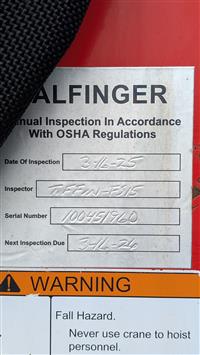 ALFINGER
nual Inspection In Accordance
With OSHA Regulations
Date Of Inspection 3-16-25
Inspector
Serial Number 100451960
Next Inspection Due 3-16-26
WARNING
Fall Hazard.
Never use crane to hoist
personnel.